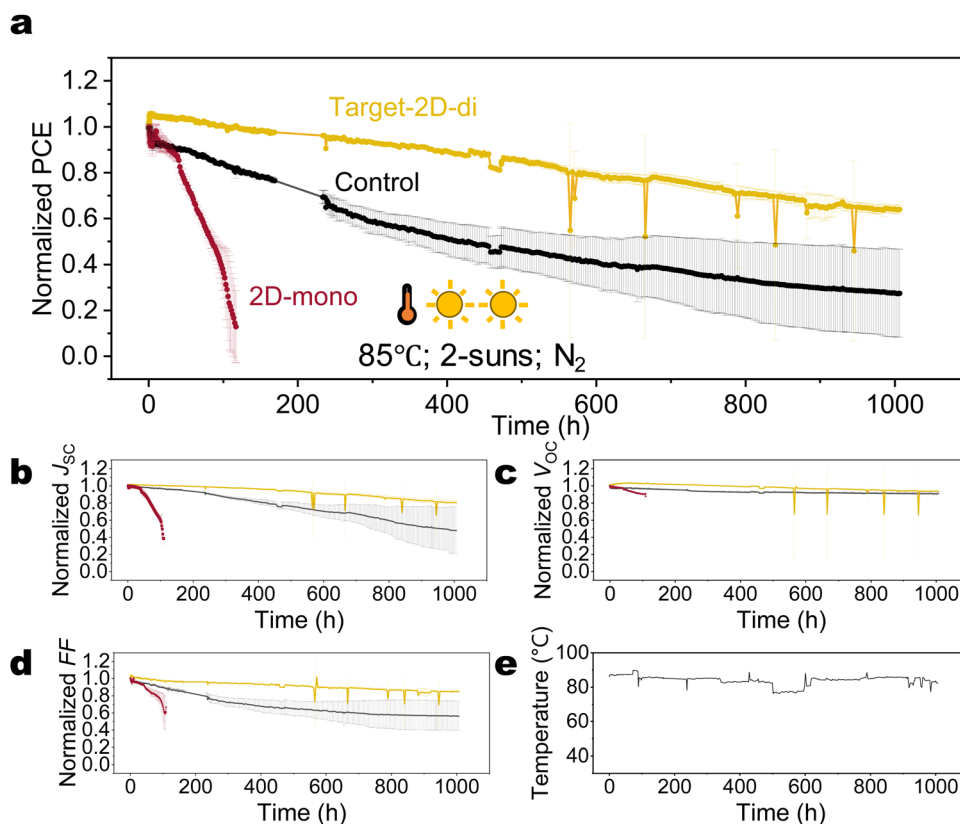 a
Normalized PCE
1.2
1.0
0.8
0.6
0.4
0.2
0.0
Target-2D-di
Control
2D-mono
85℃; 2-suns; N₂
0 200 400 600 800 1000
Time (h)
b
Normalized JSC
1.2
1.0
0.8
0.6
0.4
0.2
0.0
0 200 400 600 800 1000
Time (h)
c
Normalized VOC
1.2
1.0
0.8
0.6
0.4
0.2
0.0
0 200 400 600 800 1000
Time (h)
d
Normalized FF
1.2
1.0
0.8
0.6
0.4
0.2
0.0
0 200 400 600 800 1000
Time (h)
e
Temperature (°C)
100
80
60
40
0 200 400 600 800 1000
Time (h)